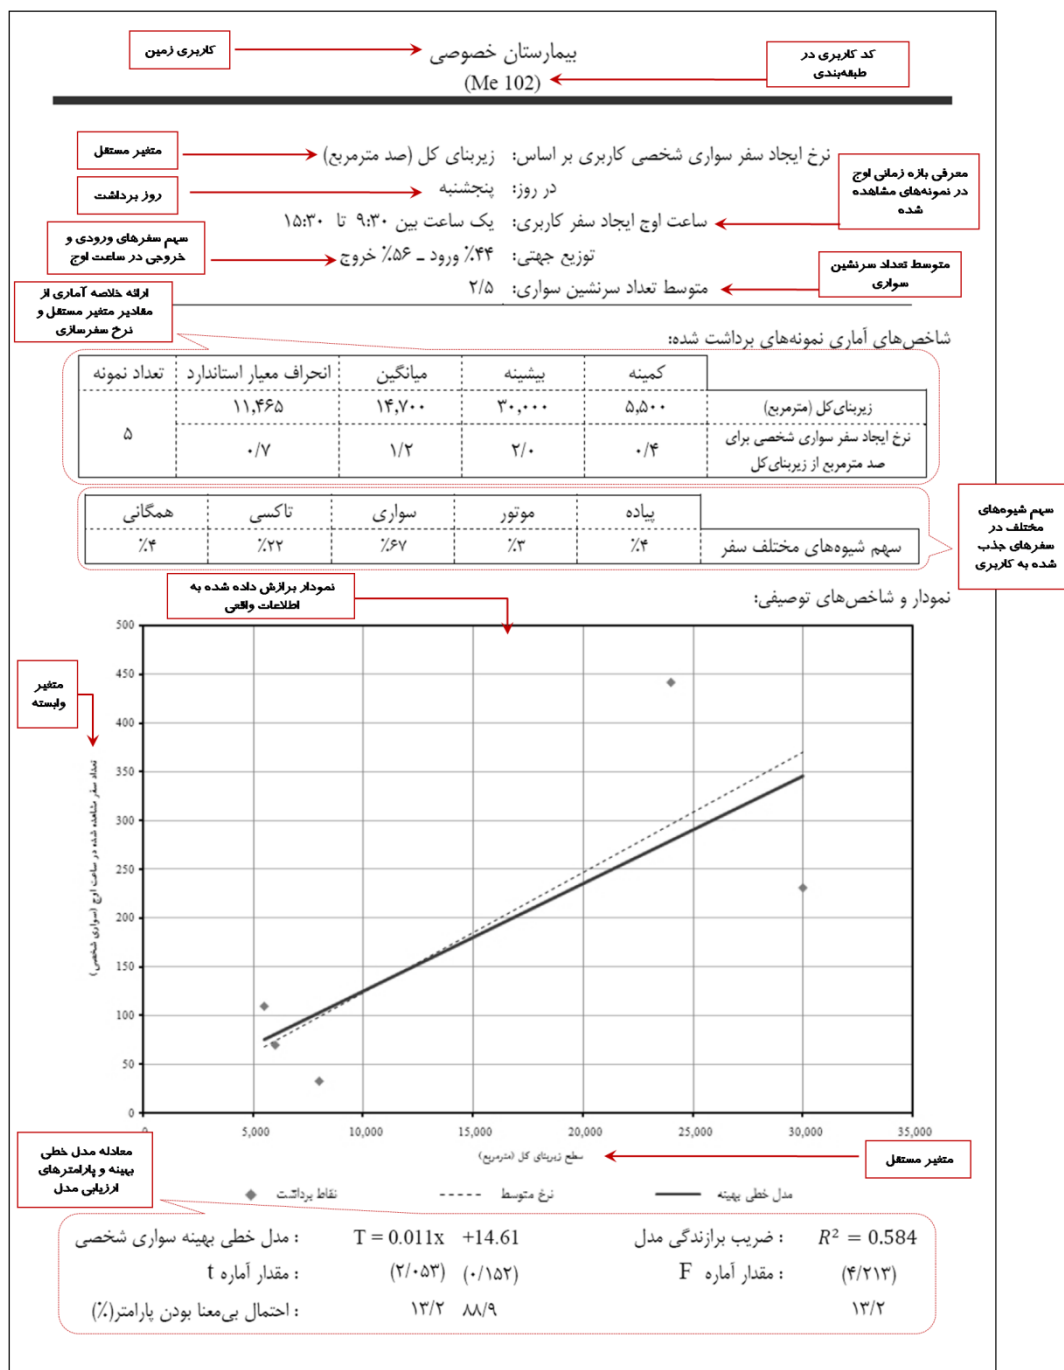 کاربری زمین
بیمارستان خصوصی
(Me 102)
کد کاربری در
طبقه‌بندی
متغیر مستقل
نرخ ایجاد سفر سواری شخصی کاربری بر اساس: زیربنای کل (صد مترمربع)
معرفی بازه زمانی اوج
در نمونه‌های مشاهده
شده
روز برداشت
در روز: پنجشنبه
ساعت اوج ایجاد سفر کاربری: یک ساعت بین ۹:۳۰ تا ۱۵:۳۰
سهم سفرهای ورودی و
خروجی در ساعت اوج
توزیع جهتی: ۴۴٪ ورود ـ ۵۶٪ خروج
متوسط تعداد سرنشین
سواری
متوسط تعداد سرنشین سواری: ۲/۵
ارائه خلاصه آماری از
مقادیر متغیر مستقل و
نرخ سفرسازی
شاخص‌های آماری نمونه‌های برداشت شده:
کمینه بیشینه میانگین انحراف معیار استاندارد تعداد نمونه
زیربنای‌کل (مترمربع) ۵,۵۰۰ ۳۰,۰۰۰ ۱۴,۷۰۰ ۱۱,۴۶۵ ۵
نرخ ایجاد سفر سواری شخصی برای
صد مترمربع از زیربنای‌کل ۰/۴ ۲/۰ ۱/۲ ۰/۷
پیاده موتور سواری تاکسی همگانی
سهم شیوه‌های مختلف سفر ۴٪ ۳٪ ۶۷٪ ۲۲٪ ۴٪
سهم شیوه‌های
مختلف در
سفرهای جذب
شده به کاربری
نمودار و شاخص‌های توصیفی:
نمودار برازش داده شده به
اطلاعات واقعی
متغیر
وابسته
تعداد سفر مشاهده شده در ساعت اوج (سواری شخصی)
500
450
400
350
300
250
200
150
100
50
0
0 5,000 10,000 15,000 20,000 25,000 30,000 35,000
سطح زیربنای کل (مترمربع)
متغیر مستقل
معادله مدل خطی
بهینه و پارامترهای
ارزیابی مدل
مدل خطی بهینه نرخ متوسط نقاط برداشت
مدل خطی بهینه سواری شخصی : T = 0.011x +14.61
ضریب برازندگی مدل : R² = 0.584
مقدار آماره t : (۲/۰۵۳) (۰/۱۵۲)
مقدار آماره F : (۴/۲۱۳)
احتمال بی‌معنا بودن پارامتر(٪) : ۱۳/۲ ۸۸/۹
۱۳/۲